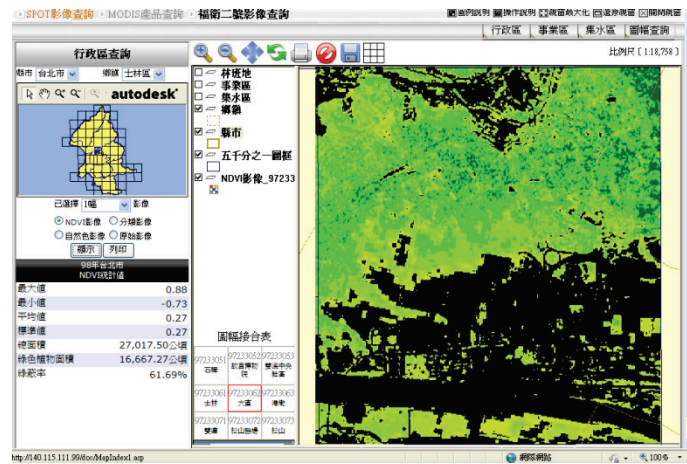 SPOT影像查詢 MODIS產品查詢 福衛二號影像查詢
圖例說明 操作說明 視窗最大化 還原視窗 關閉視窗
行政區 事業區 集水區 圖幅查詢
行政區查詢
比例尺 [ 1:18,758 ]
縣市 台北市 鄉鎮 士林區
autodesk
已選擇 1幅 影像
NDVI影像 分類影像
自然色影像 原始影像
顯示 列印
98年台北市
NDVI統計值
最大值 0.88
最小值 -0.73
平均值 0.27
標準值 0.27
總面積 27,017.50公頃
綠色植物面積 16,667.27公頃
綠蔽率 61.69%
林班地
事業區
集水區
鄉鎮
縣市
五千分之一圖框
NDVI影像_97233
圖幅接合表
97233051 97233052 97233053
石牌 故宮博物院 雙溪中央社區
97233061 97233062 97233063
士林 大直 港墘
97233071 97233072 97233073
雙連 松山機場 松山
http://140.115.111.99/doc/MepIndex1.asp
網際網路
100%